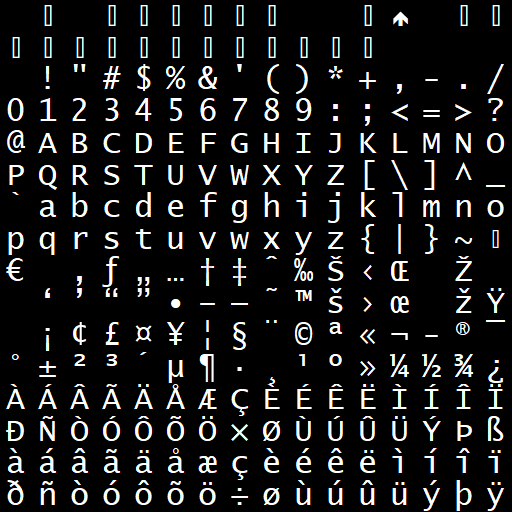 ▯ ▯ ▯ ▯ ▯ ▯ ▯ ▯ 🡩 ▯ ▯
▯ ▯ ▯ ▯ ▯ ▯ ▯ ▯ ▯ ▯ ▯ ▯
! " # $ % & ' ( ) * + , - . /
0 1 2 3 4 5 6 7 8 9 : ; < = > ?
@ A B C D E F G H I J K L M N O
P Q R S T U V W X Y Z [ \ ] ^ _
` a b c d e f g h i j k l m n o
p q r s t u v w x y z { | } ~ ▯
€ ‚ ƒ „ … † ‡ ˆ ‰ Š ‹ Œ Ž
‘ ’ “ ” • – — ˜ ™ š › œ ž Ÿ
¡ ¢ £ ¤ ¥ ¦ § ¨ © ª « ¬ - ® ¯
° ± ² ³ ´ µ ¶ · ¸ ¹ º » ¼ ½ ¾ ¿
À Á Â Ã Ä Å Æ Ç È É Ê Ë Ì Í Î Ï
Ð Ñ Ò Ó Ô Õ Ö × Ø Ù Ú Û Ü Ý Þ ß
à á â ã ä å æ ç è é ê ë ì í î ï
ð ñ ò ó ô õ ö ÷ ø ù ú û ü ý þ ÿ